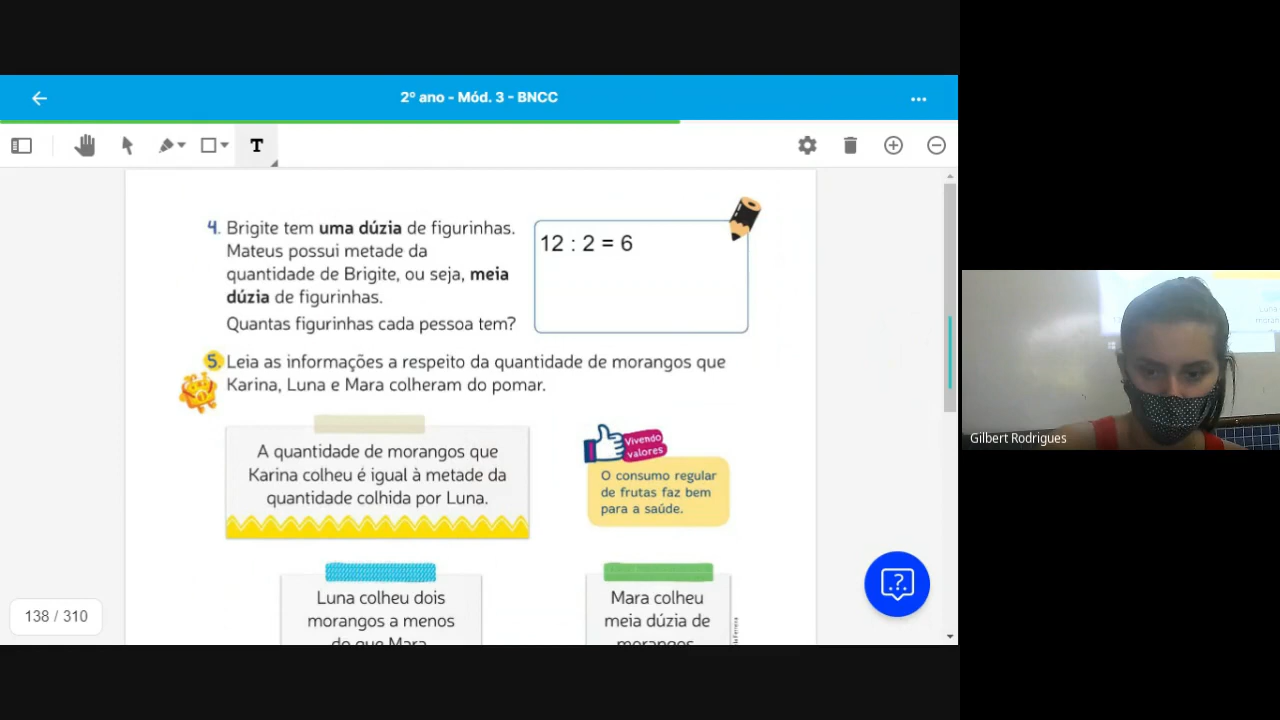 2º ano - Mód. 3 - BNCC
T
4. Brigite tem uma dúzia de figurinhas.
Mateus possui metade da
quantidade de Brigite, ou seja, meia
dúzia de figurinhas.
Quantas figurinhas cada pessoa tem?
12 : 2 = 6
5. Leia as informações a respeito da quantidade de morangos que
Karina, Luna e Mara colheram do pomar.
A quantidade de morangos que
Karina colheu é igual à metade da
quantidade colhida por Luna.
Vivendo
valores
O consumo regular
de frutas faz bem
para a saúde.
Luna colheu dois
morangos a menos
do que Mara.
Mara colheu
meia dúzia de
morangos.
138 / 310
Gilbert Rodrigues